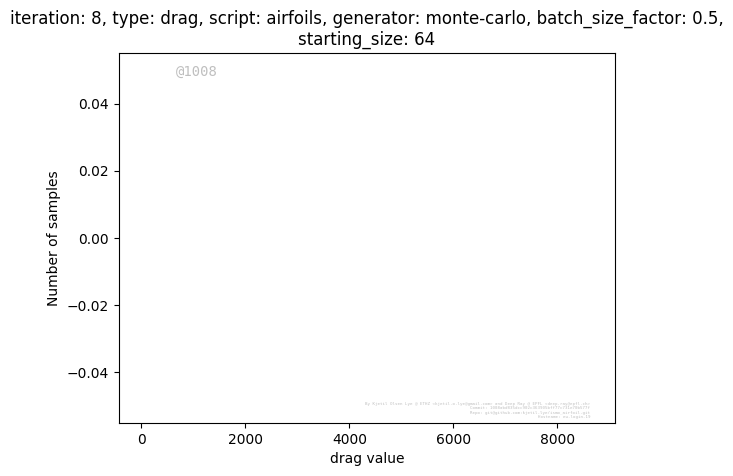 iteration: 8, type: drag, script: airfoils, generator: monte-carlo, batch_size_factor: 0.5,
starting_size: 64
@1008
0.04
0.02
0.00
−0.02
−0.04
Number of samples
0 2000 4000 6000 8000
drag value